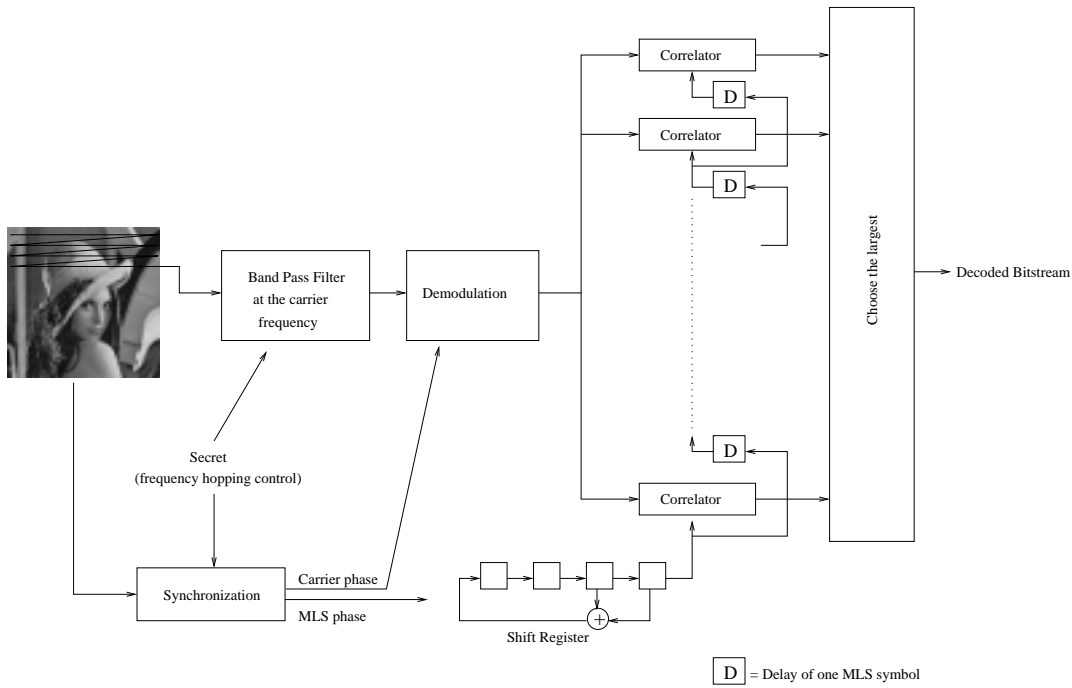 Correlator
D
Correlator
D
Band Pass Filter
at the carrier
frequency
Demodulation
Choose the largest
Decoded Bitstream
D
Secret
(frequency hopping control)
Correlator
Synchronization
Carrier phase
MLS phase
+
Shift Register
D = Delay of one MLS symbol